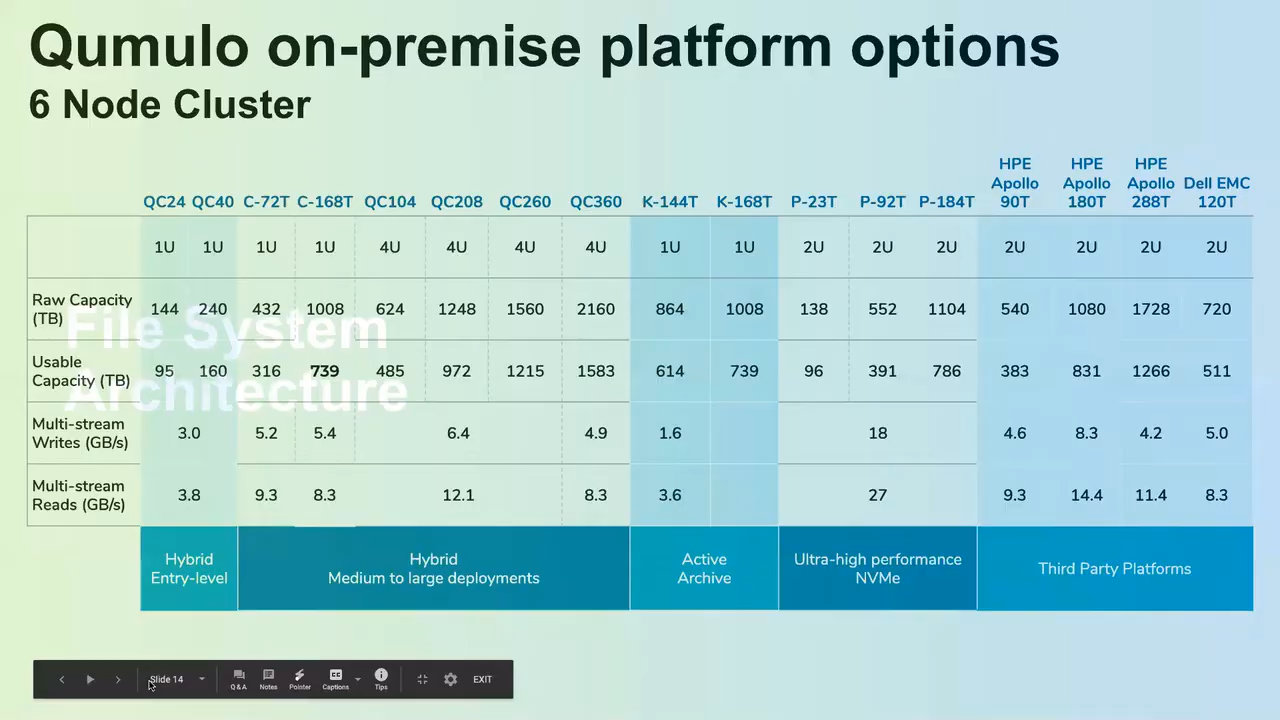 Qumulo on-premise platform options
6 Node Cluster
QC24 QC40 C-72T C-168T QC104 QC208 QC260 QC360 K-144T K-168T P-23T P-92T P-184T HPE Apollo 90T HPE Apollo 180T HPE Apollo 288T Dell EMC 120T
1U 1U 1U 1U 4U 4U 4U 4U 1U 1U 2U 2U 2U 2U 2U 2U 2U
Raw Capacity (TB) 144 240 432 1008 624 1248 1560 2160 864 1008 138 552 1104 540 1080 1728 720
Usable Capacity (TB) 95 160 316 739 485 972 1215 1583 614 739 96 391 786 383 831 1266 511
Multi-stream Writes (GB/s) 3.0 5.2 5.4 6.4 4.9 1.6 18 4.6 8.3 4.2 5.0
Multi-stream Reads (GB/s) 3.8 9.3 8.3 12.1 8.3 3.6 27 9.3 14.4 11.4 8.3
Hybrid Entry-level
Hybrid Medium to large deployments
Active Archive
Ultra-high performance NVMe
Third Party Platforms
File System
Architecture
Slide 14 Q&A Notes Pointer Captions Tips EXIT